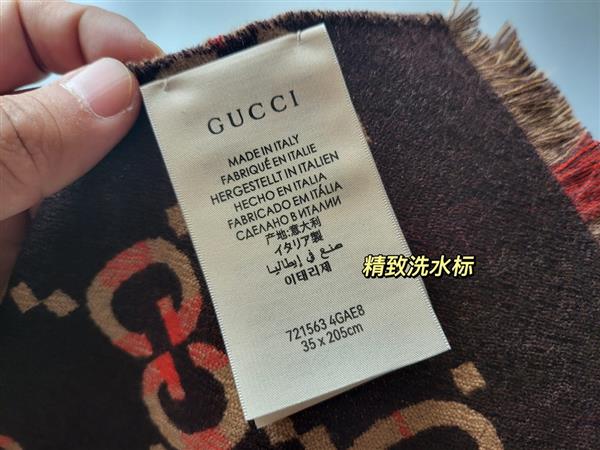 GUCCI
MADE IN ITALY
FABRIQUÉ EN ITALIE
HERGESTELLT IN ITALIEN
HECHO EN ITALIA
FABRICADO EM ITÁLIA
СДЕЛАНО В ИТАЛИИ
产地:意大利
イタリア製
صنع في إيطاليا
이태리제
精致洗水标
721563 4GAE8
35 x 205cm